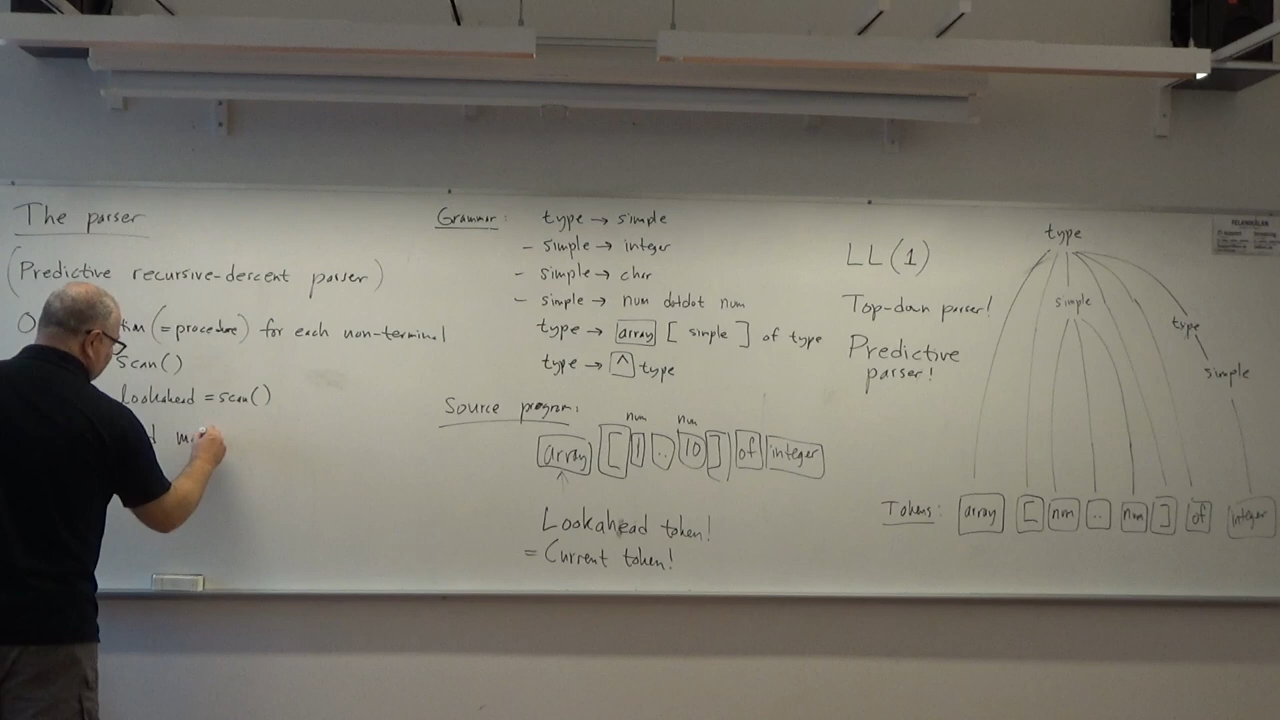 The parser
(Predictive recursive-descent parser)
(=procedure) for each non-terminal
scan()
lookahead = scan()
Grammar:
type → simple
– simple → integer
– simple → char
– simple → num dotdot num
type → array [ simple ] of type
type → ^ type
Source program:
num num
array [ 1 .. 10 ] of integer
Lookahead token!
= Current token!
LL(1)
Top-down parser!
Predictive
parser!
type
simple
type
simple
Tokens: array [ num .. num ] of integer
FELANMÄLAN